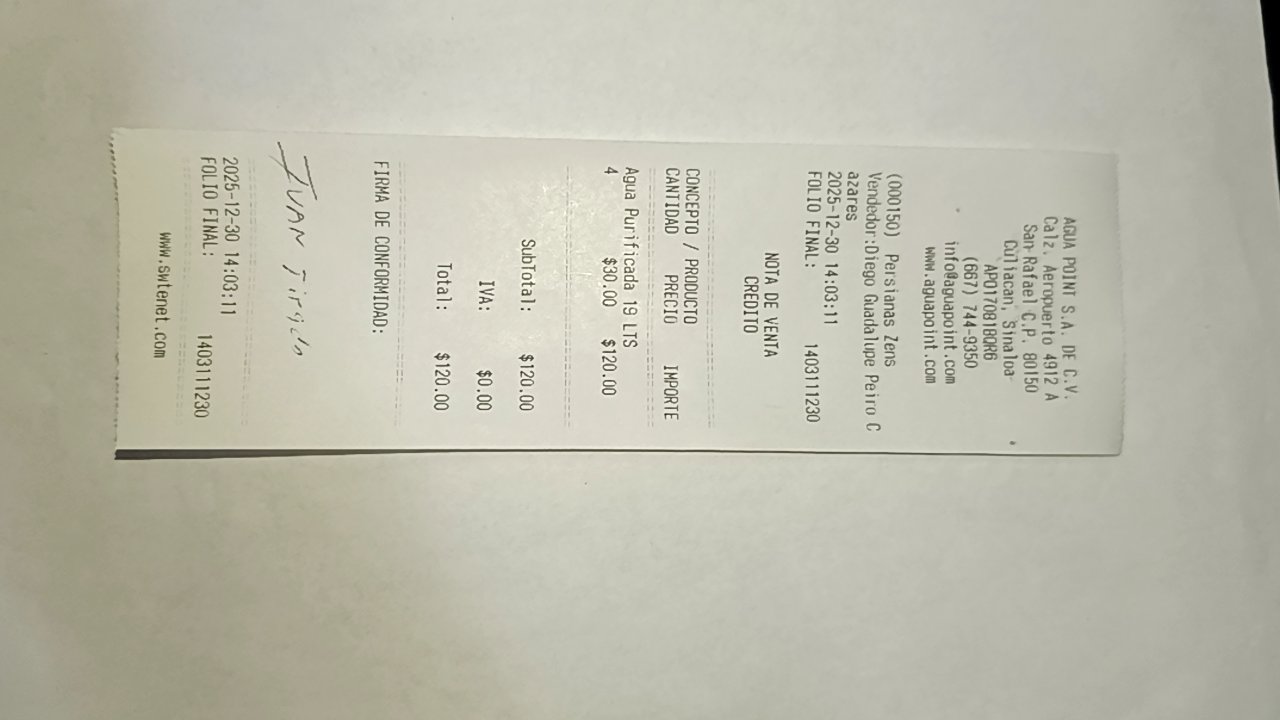 AGUA POINT S.A. DE C.V.
Calz. Aeropuerto 4912 A
San Rafael C.P. 80150
Culiacan, Sinaloa
APO170818QR6
(667) 744-9350
info@aguapoint.com
www.aguapoint.com
(000150) Persianas Zens
Vendedor:Diego Guadalupe Peiro C
azares
2025-12-30 14:03:11
FOLIO FINAL: 1403111230
NOTA DE VENTA
CREDITO
CONCEPTO / PRODUCTO
CANTIDAD PRECIO IMPORTE
Agua Purificada 19 LTS
4 $30.00 $120.00
SubTotal: $120.00
IVA: $0.00
Total: $120.00
FIRMA DE CONFORMIDAD:
JUAN
2025-12-30 14:03:11
FOLIO FINAL: 1403111230
www.swtenet.com